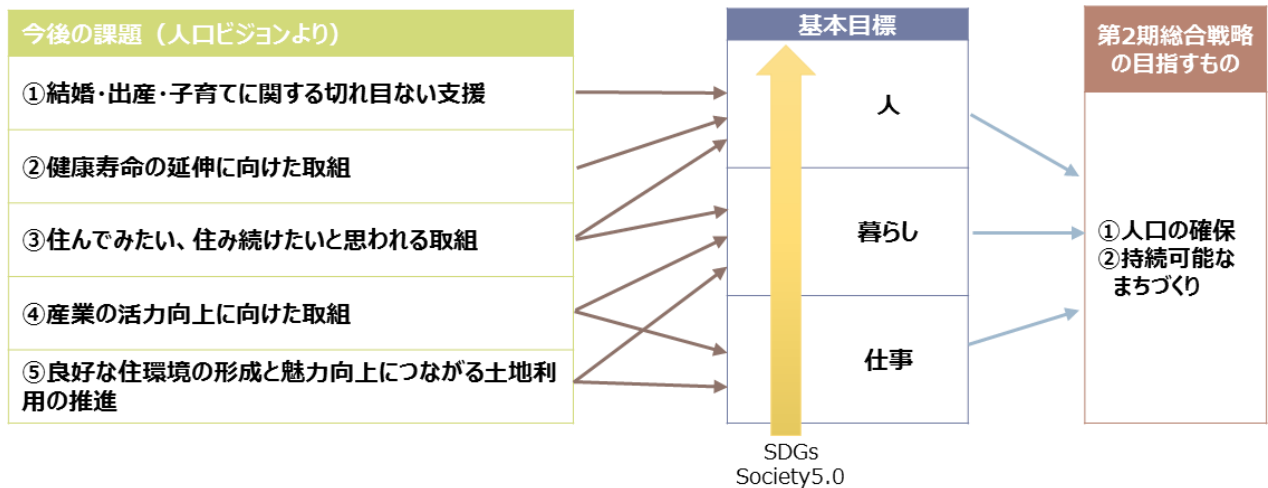 今後の課題（人口ビジョンより）
①結婚・出産・子育てに関する切れ目ない支援
②健康寿命の延伸に向けた取組
③住んでみたい、住み続けたいと思われる取組
④産業の活力向上に向けた取組
⑤良好な住環境の形成と魅力向上につながる土地利
用の推進
基本目標
人
暮らし
仕事
SDGs
Society5.0
第2期総合戦略
の目指すもの
①人口の確保
②持続可能な
まちづくり